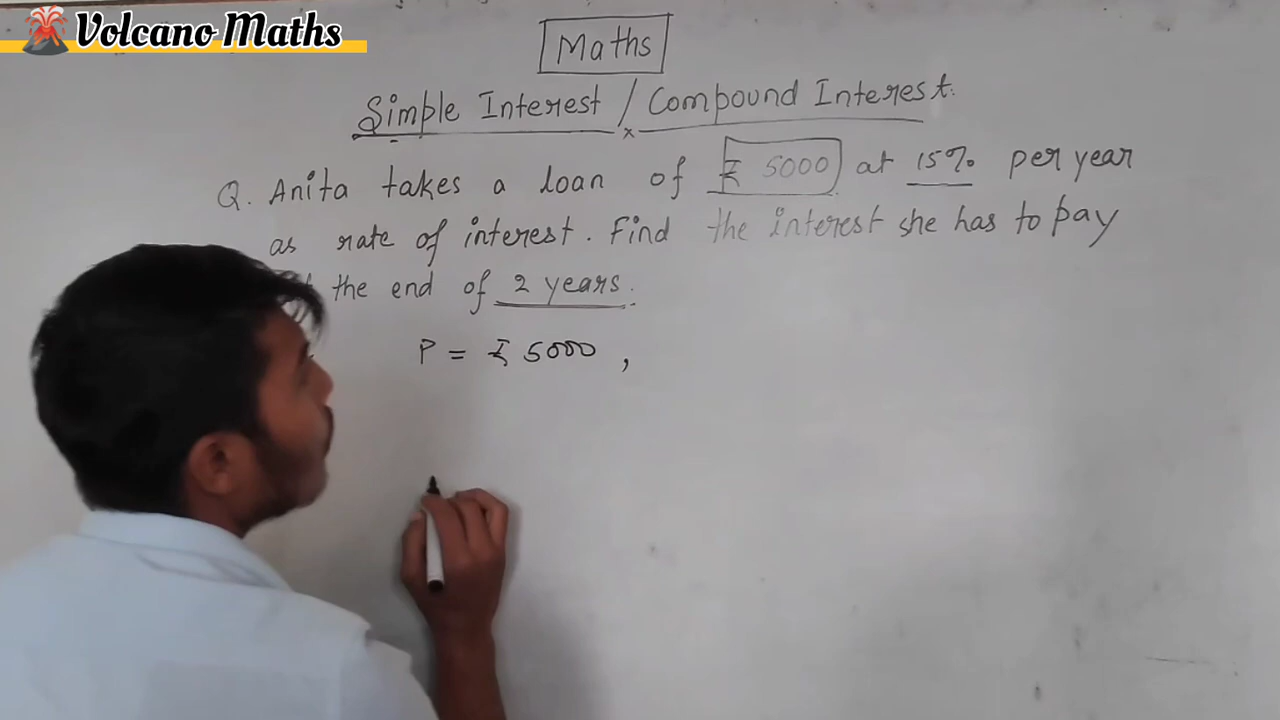 Volcano Maths
Maths
Simple Interest / Compound Interest.
Q. Anita takes a loan of ₹ 5000 at 15% per year
as rate of interest. Find the interest she has to pay
the end of 2 years.
P = ₹ 5000 ,